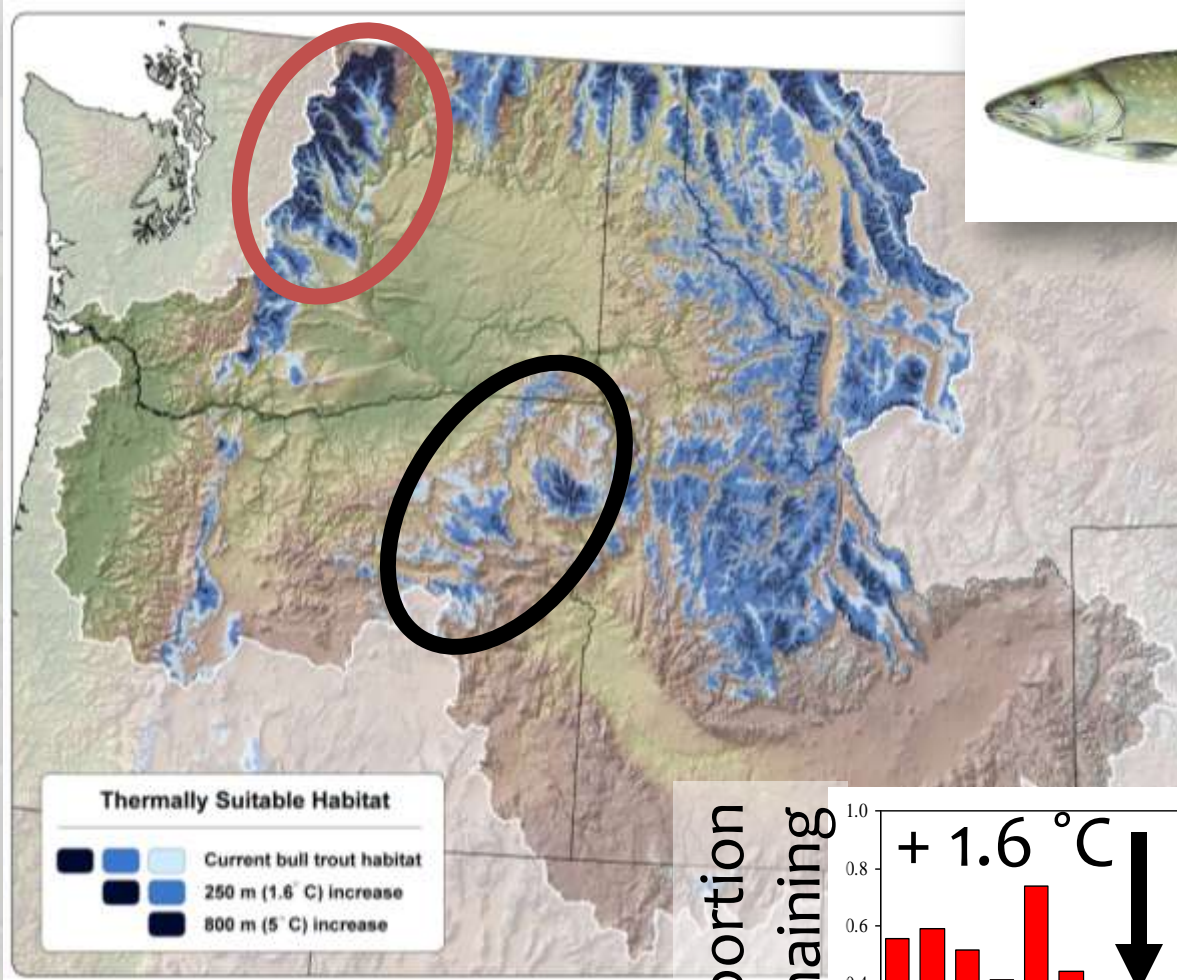 Thermally Suitable Habitat
Current bull trout habitat
250 m (1.6° C) increase
800 m (5° C) increase
1.0
+ 1.6 °C
0.8
0.6